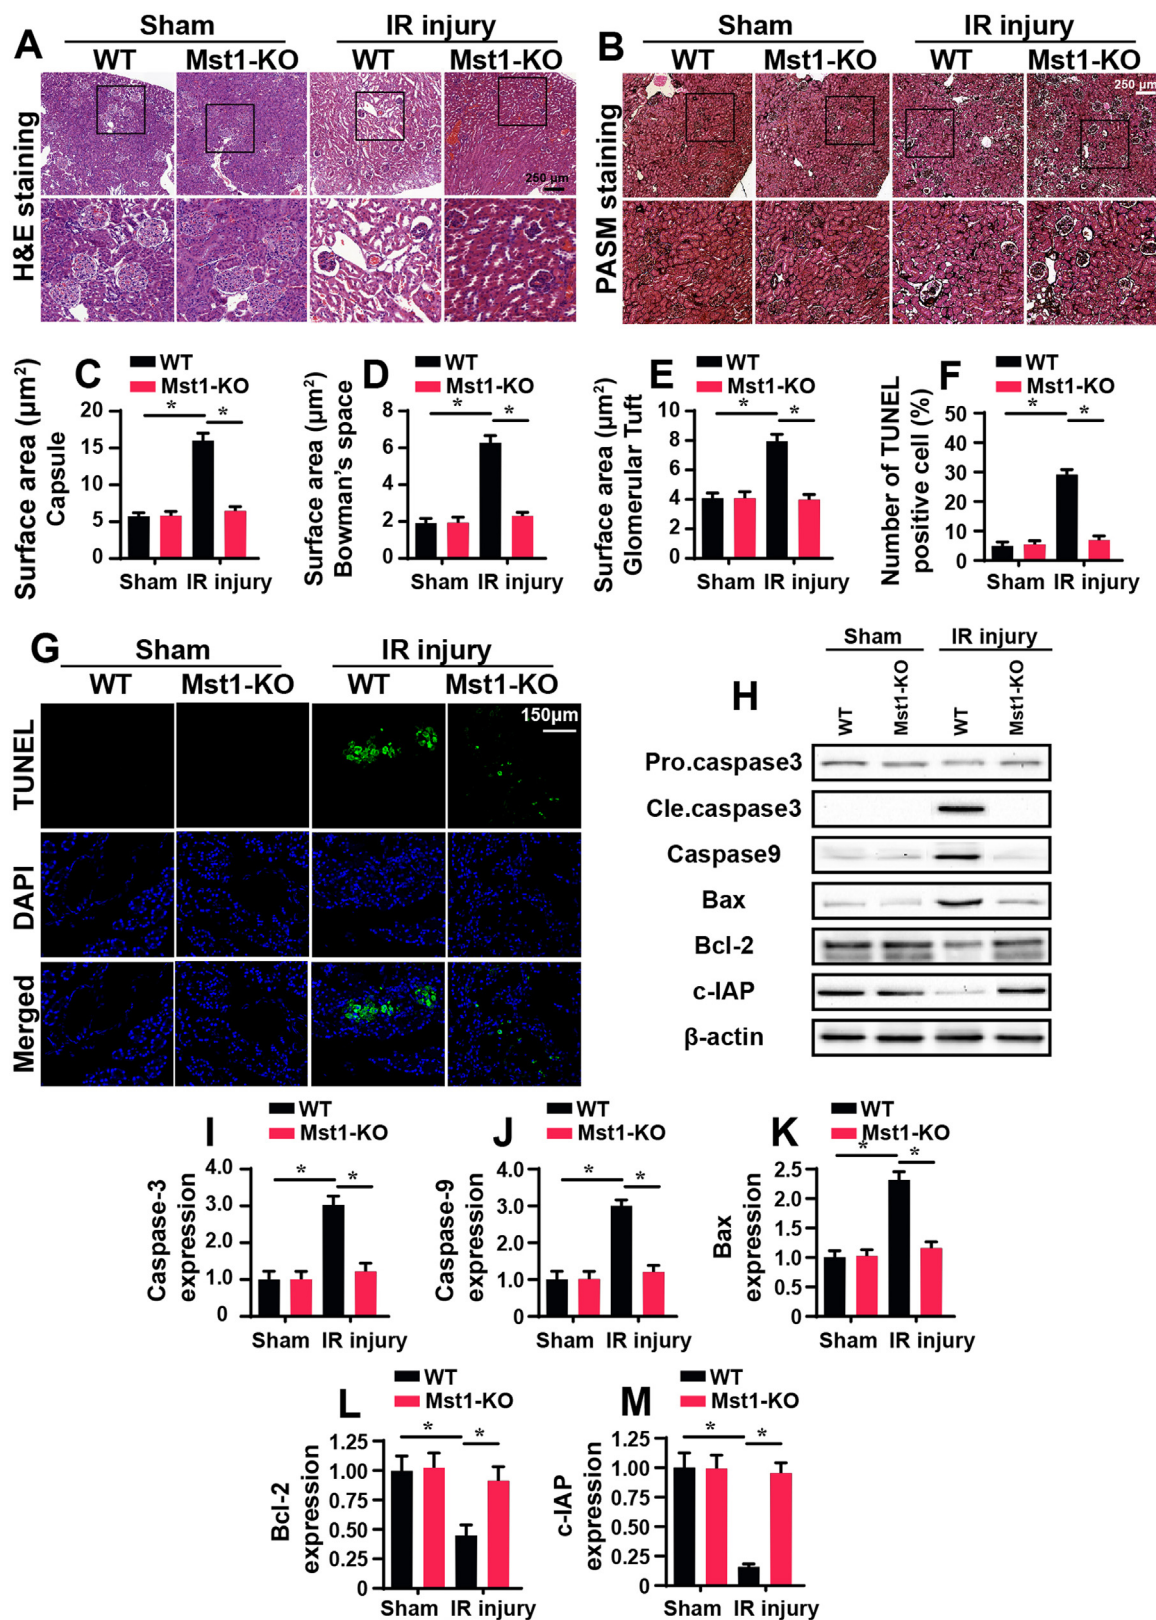 A
Sham
IR injury
WT
Mst1-KO
WT
Mst1-KO
H&E staining
250 µm
B
Sham
IR injury
WT
Mst1-KO
WT
Mst1-KO
PASM staining
250 µm
C
WT
Mst1-KO
Surface area (µm²)
Capsule
20
15
10
5
0
*
*
Sham
IR injury
D
WT
Mst1-KO
Surface area (µm²)
Bowman's space
8
6
4
2
0
*
*
Sham
IR injury
E
WT
Mst1-KO
Surface area (µm²)
Glomerular Tuft
10
8
6
4
2
0
*
*
Sham
IR injury
F
WT
Mst1-KO
Number of TUNEL
positive cell (%)
50
40
30
20
10
0
*
*
Sham
IR injury
G
Sham
IR injury
WT
Mst1-KO
WT
Mst1-KO
TUNEL
150µm
DAPI
Merged
H
Sham
IR injury
WT
Mst1-KO
WT
Mst1-KO
Pro.caspase3
Cle.caspase3
Caspase9
Bax
Bcl-2
c-IAP
β-actin
I
WT
Mst1-KO
Caspase-3
expression
4.0
3.0
2.0
1.0
0
*
*
Sham
IR injury
J
WT
Mst1-KO
Caspase-9
expression
4.0
3.0
2.0
1.0
0
*
*
Sham
IR injury
K
WT
Mst1-KO
Bax
expression
2.5
2.0
1.5
1.0
0.5
0
*
*
Sham
IR injury
L
WT
Mst1-KO
Bcl-2
expression
1.25
1.00
0.75
0.50
0.25
0
*
*
Sham
IR injury
M
WT
Mst1-KO
c-IAP
expression
1.25
1.00
0.75
0.50
0.25
0
*
*
Sham
IR injury